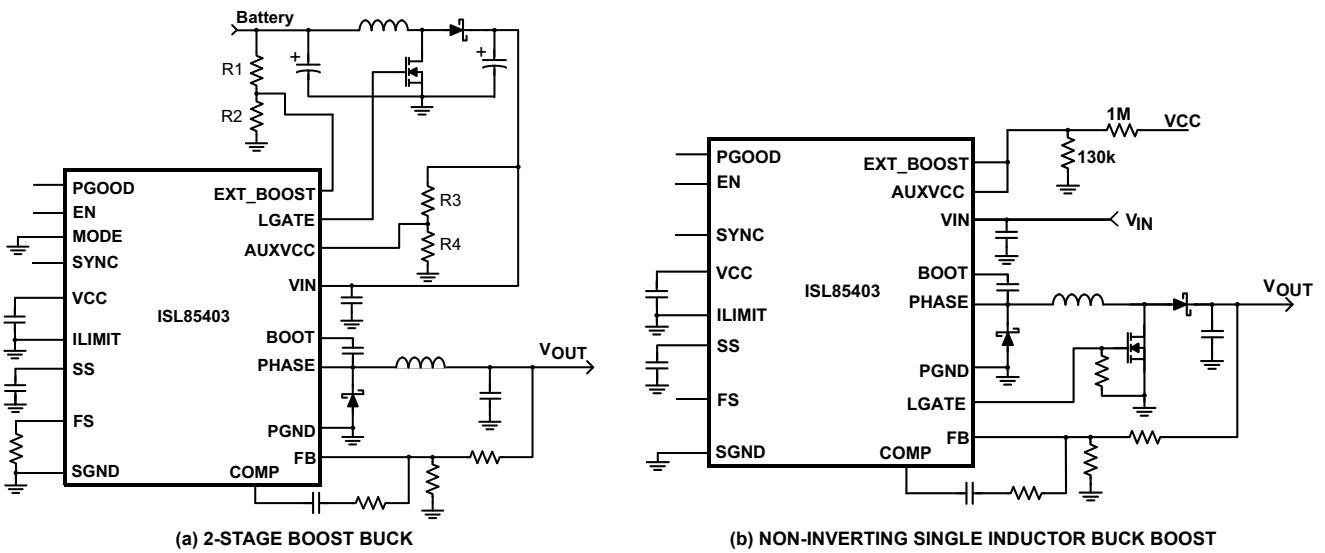 Battery
R1
R2
R3
R4
PGOOD
EN
MODE
SYNC
VCC
ILIMIT
SS
FS
SGND
ISL85403
EXT_BOOST
LGATE
AUXVCC
VIN
BOOT
PHASE
PGND
FB
COMP
VOUT
(a) 2-STAGE BOOST BUCK
1M
VCC
130k
PGOOD
EN
SYNC
VCC
ILIMIT
SS
FS
SGND
ISL85403
EXT_BOOST
AUXVCC
VIN
VIN
BOOT
PHASE
PGND
LGATE
FB
COMP
VOUT
(b) NON-INVERTING SINGLE INDUCTOR BUCK BOOST